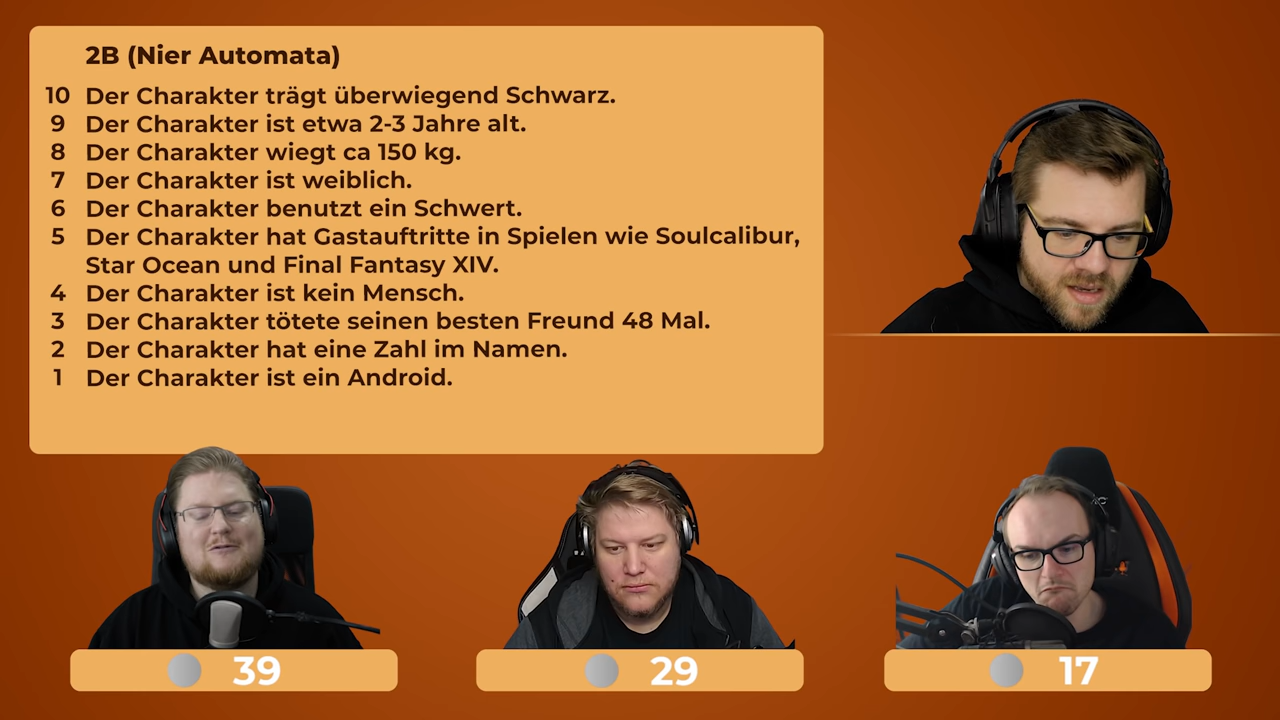 2B (Nier Automata)
10 Der Charakter trägt überwiegend Schwarz.
9 Der Charakter ist etwa 2-3 Jahre alt.
8 Der Charakter wiegt ca 150 kg.
7 Der Charakter ist weiblich.
6 Der Charakter benutzt ein Schwert.
5 Der Charakter hat Gastauftritte in Spielen wie Soulcalibur,
Star Ocean und Final Fantasy XIV.
4 Der Charakter ist kein Mensch.
3 Der Charakter tötete seinen besten Freund 48 Mal.
2 Der Charakter hat eine Zahl im Namen.
1 Der Charakter ist ein Android.
39
29
17